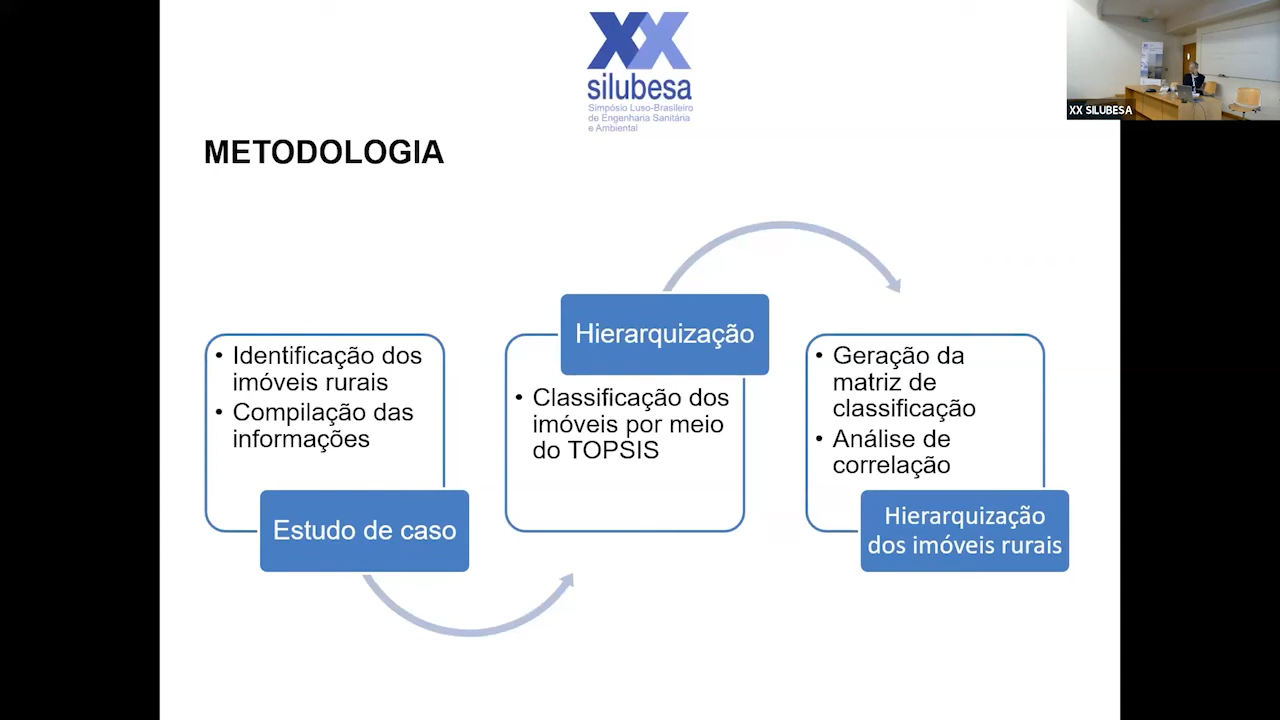 XX
silubesa
Simpósio Luso-Brasileiro
de Engenharia Sanitária
e Ambiental
XX SILUBESA
METODOLOGIA
• Identificação dos
imóveis rurais
• Compilação das
informações
Estudo de caso
Hierarquização
• Classificação dos
imóveis por meio
do TOPSIS
• Geração da
matriz de
classificação
• Análise de
correlação
Hierarquização
dos imóveis rurais